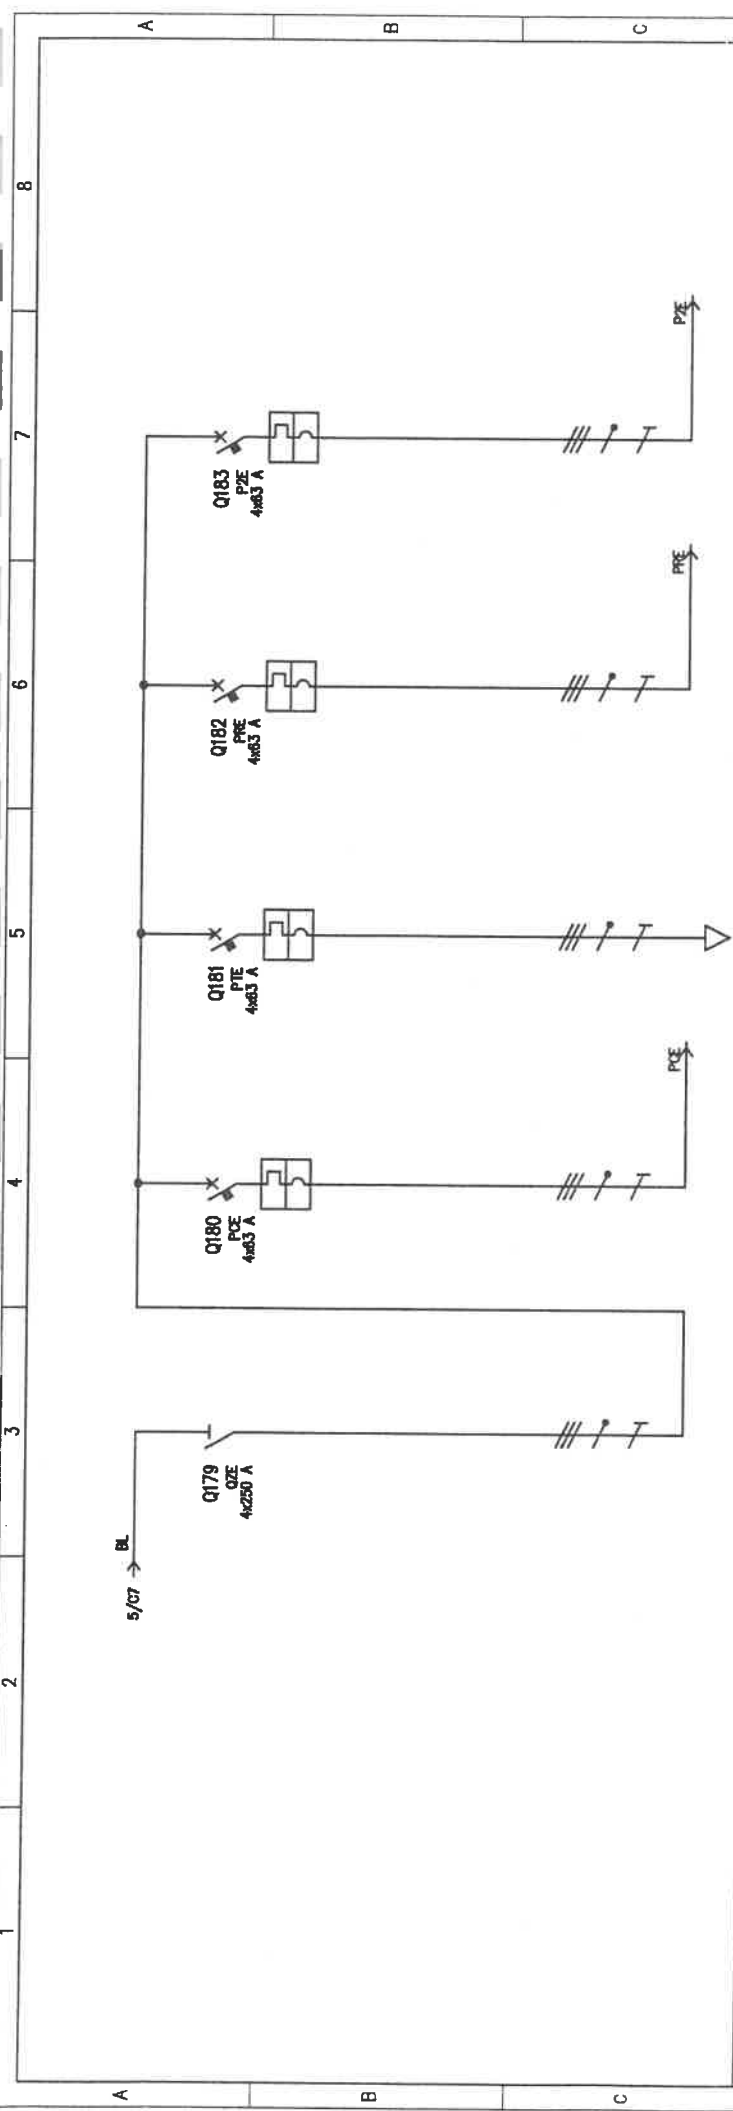 A
B
C
8
7
6
5
4
3
2
1
Q183
P2E
4x63 A
P2E
Q182
PRE
4x63 A
PRE
Q181
PTE
4x63 A
Q180
PCE
4x63 A
PCE
Q179
QZE
4x250 A
5/C7
BL
A
B
C